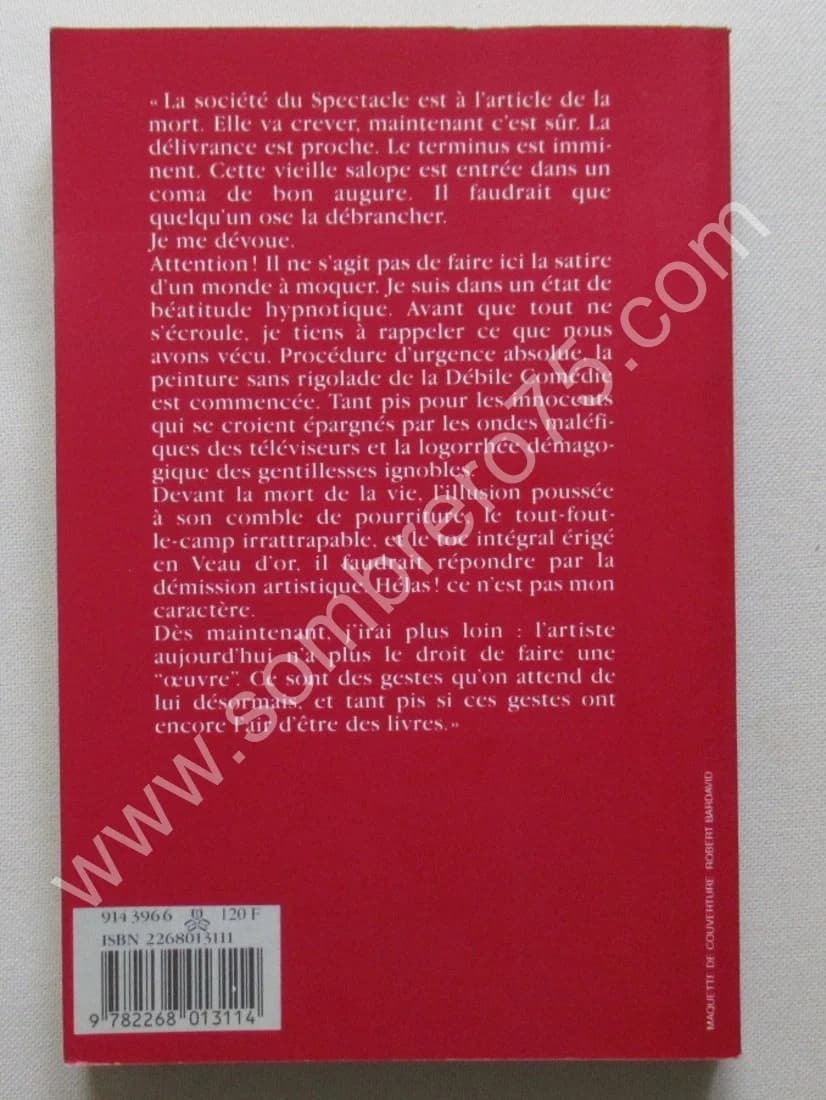 « La société du Spectacle est à l'article de la
mort. Elle va crever, maintenant c'est sûr. La
délivrance est proche. Le terminus est immi-
nent. Cette vieille salope est entrée dans un
coma de bon augure. Il faudrait que
quelqu'un ose la débrancher.
Je me dévoue.
Attention ! Il ne s'agit pas de faire ici la satire
d'un monde à moquer. Je suis dans un état de
béatitude hypnotique. Avant que tout ne
s'écroule, je tiens à rappeler ce que nous
avons vécu. Procédure d'urgence absolue, la
peinture sans rigolade de la Débile Comédie
est commencée. Tant pis pour les innocents
qui se croient épargnés par les ondes maléfi-
ques des téléviseurs et la logorrhée démago-
gique des gentillesses ignobles.
Devant la mort de la vie, l'illusion poussée
à son comble de pourriture, le tout-fout-
le-camp irrattrapable, et le toc intégral érigé
en Veau d'or, il faudrait répondre par la
démission artistique. Hélas ! ce n'est pas mon
caractère.
Dès maintenant, j'irai plus loin : l'artiste
aujourd'hui n'a plus le droit de faire une
"œuvre". Ce sont des gestes qu'on attend de
lui désormais, et tant pis si ces gestes ont
encore l'air d'être des livres. »
www.sombrero75.com
MAQUETTE DE COUVERTURE ROBERT BARDAVID
914 396 6 120 F
ISBN 2268013111
9 782268 013114